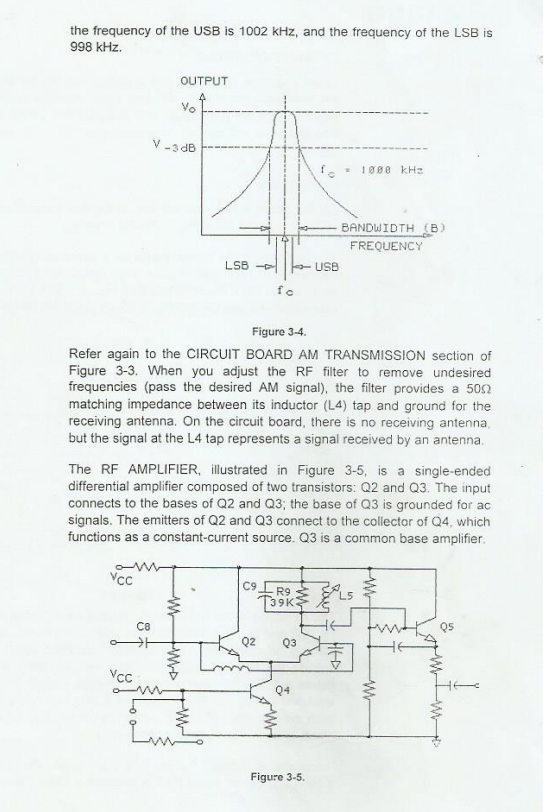 the frequency of the USB is 1002 kHz, and the frequency of the LSB is
998 kHz.
OUTPUT
Vo
V -3 dB
fc = 1000 kHz
BANDWIDTH (B)
FREQUENCY
LSB
USB
fc
Figure 3-4.
Refer again to the CIRCUIT BOARD AM TRANSMISSION section of
Figure 3-3. When you adjust the RF filter to remove undesired
frequencies (pass the desired AM signal), the filter provides a 50Ω
matching impedance between its inductor (L4) tap and ground for the
receiving antenna. On the circuit board, there is no receiving antenna,
but the signal at the L4 tap represents a signal received by an antenna.
The RF AMPLIFIER, illustrated in Figure 3-5, is a single-ended
differential amplifier composed of two transistors: Q2 and Q3. The input
connects to the bases of Q2 and Q3; the base of Q3 is grounded for ac
signals. The emitters of Q2 and Q3 connect to the collector of Q4, which
functions as a constant-current source. Q3 is a common base amplifier.
VCC
C9
R9
39K
L5
C8
Q2
Q3
Q5
VCC
Q4
Figure 3-5.